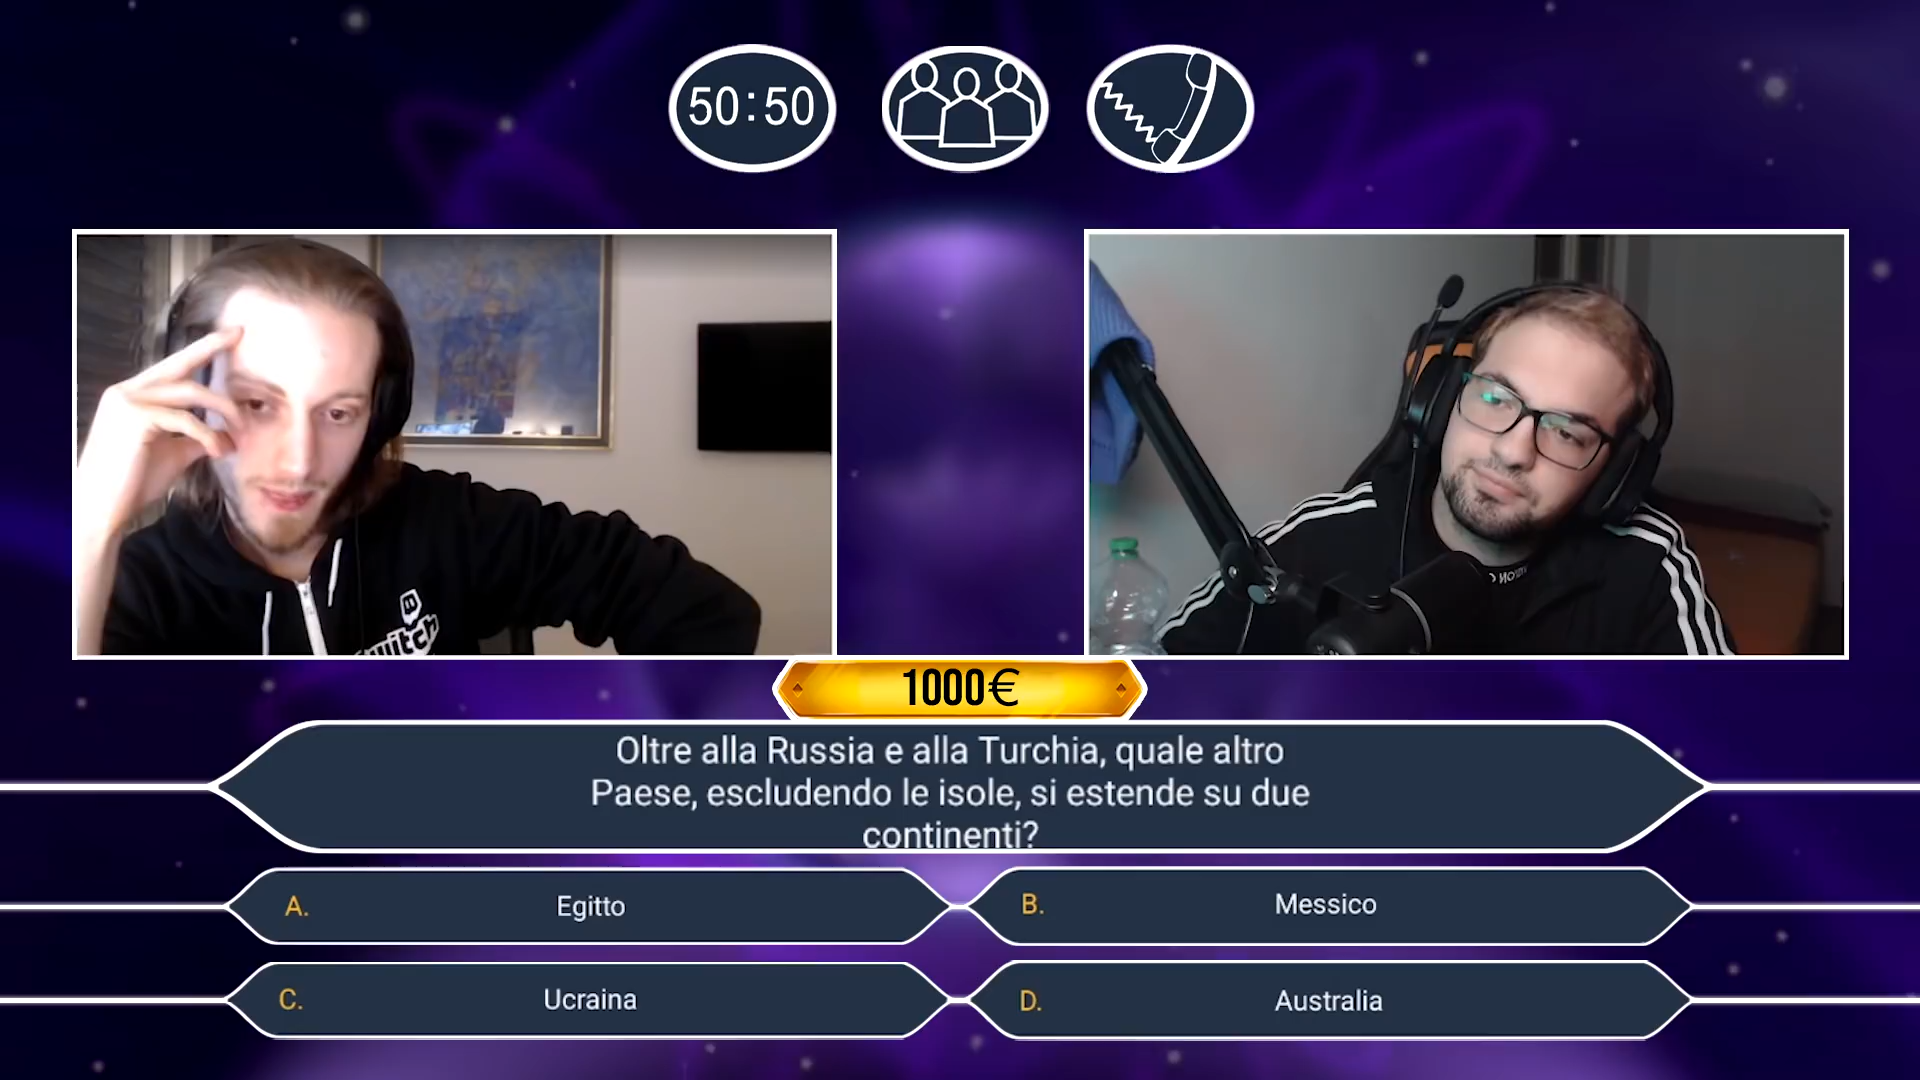 50:50
twitch
1000€
Oltre alla Russia e alla Turchia, quale altro
Paese, escludendo le isole, si estende su due
continenti?
A. Egitto
B. Messico
C. Ucraina
D. Australia